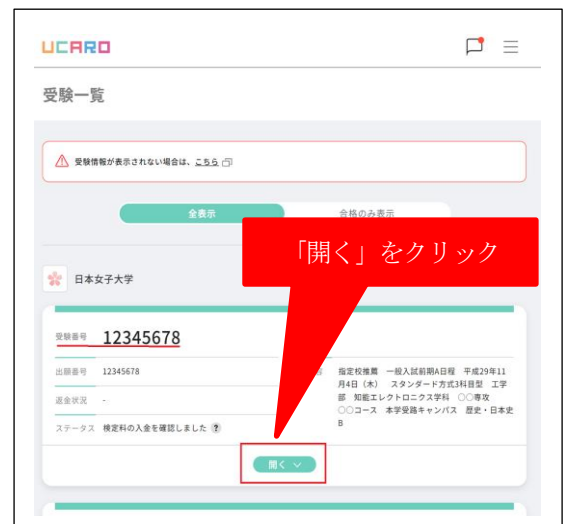 UCARO
受験一覧
受験情報が表示されない場合は、こちら
全表示
合格のみ表示
「開く」をクリック
日本女子大学
受験番号 12345678
出願番号 12345678
返金状況 -
ステータス 検定料の入金を確認しました ?
指定校推薦 一般入試前期A日程 平成29年11
月4日(木) スタンダード方式3科目型 工学
部 知能エレクトロニクス学科 ○○専攻
○○コース 本学受路キャンパス 歴史・日本史
B
開く